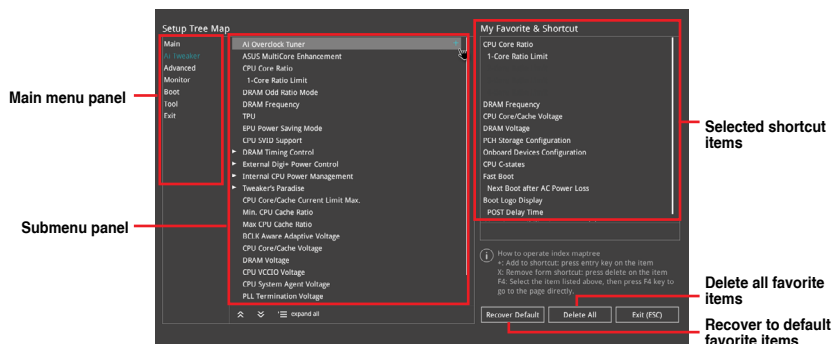 Setup Tree Map
My Favorite & Shortcut
Main
Ai Tweaker
Advanced
Monitor
Boot
Tool
Exit
Ai Overclock Tuner
ASUS MultiCore Enhancement
CPU Core Ratio
1-Core Ratio Limit
DRAM Odd Ratio Mode
DRAM Frequency
TPU
EPU Power Saving Mode
CPU SVID Support
DRAM Timing Control
External Digi+ Power Control
Internal CPU Power Management
Tweaker's Paradise
CPU Core/Cache Current Limit Max.
Min. CPU Cache Ratio
Max CPU Cache Ratio
BCLK Aware Adaptive Voltage
CPU Core/Cache Voltage
DRAM Voltage
CPU VCCIO Voltage
CPU System Agent Voltage
PLL Termination Voltage
expand all
CPU Core Ratio
1-Core Ratio Limit
DRAM Frequency
CPU Core/Cache Voltage
DRAM Voltage
PCH Storage Configuration
Onboard Devices Configuration
CPU C-states
Fast Boot
Next Boot after AC Power Loss
Boot Logo Display
POST Delay Time
How to operate index maptree
+: Add to shortcut: press entry key on the item
X: Remove form shortcut: press delete on the item
F4: Select the item listed above, then press F4 key to
go to the page directly.
Recover Default
Delete All
Exit (ESC)
Main menu panel
Submenu panel
Selected shortcut
items
Delete all favorite
items
Recover to default
favorite items